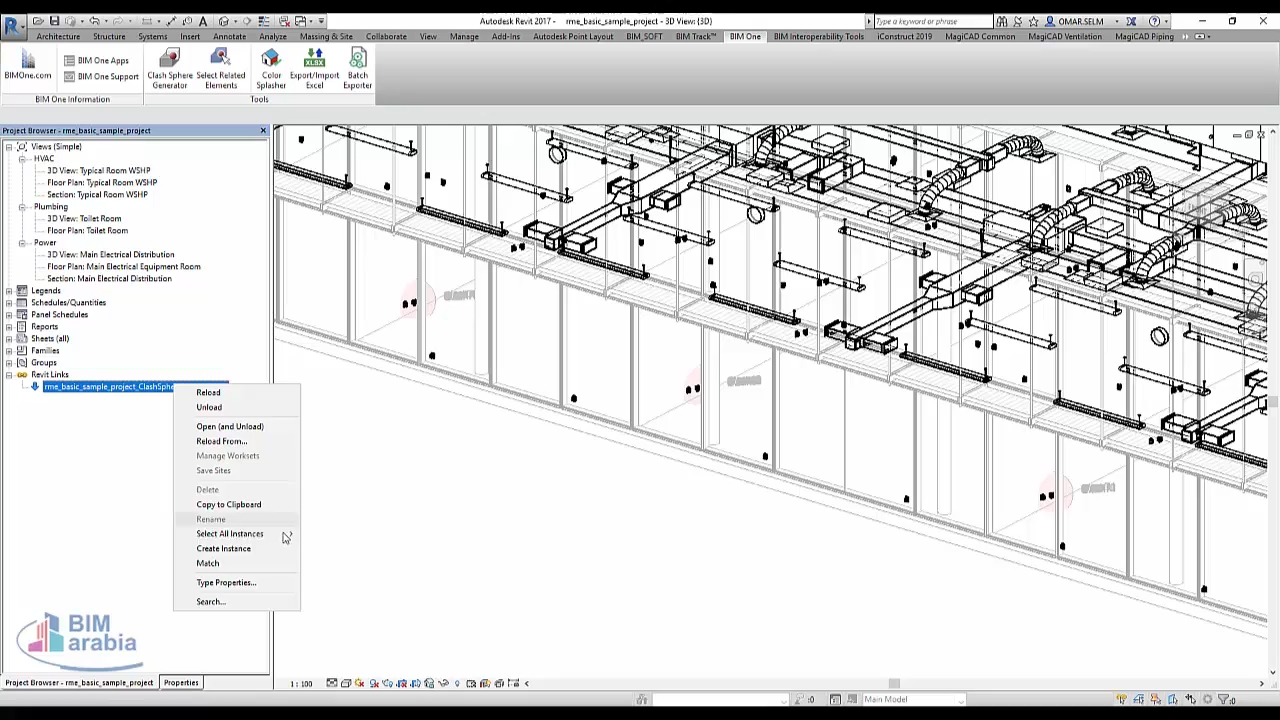 Autodesk Revit 2017 - rme_basic_sample_project - 3D View: {3D}
Type a keyword or phrase
OMAR.SELM
Architecture Structure Systems Insert Annotate Analyze Massing & Site Collaborate View Manage Add-Ins Autodesk Point Layout BIM_SOFT BIM Track™ BIM One BIM Interoperability Tools iConstruct 2019 MagiCAD Common MagiCAD Ventilation MagiCAD Piping
BIMOne.com
BIM One Apps
BIM One Support
Clash Sphere Generator
Select Related Elements
Color Splasher
Export/Import Excel
Batch Exporter
XLSX
BIM One Information
Tools
Project Browser - rme_basic_sample_project
Views (Simple)
HVAC
3D View: Typical Room WSHP
Floor Plan: Typical Room WSHP
Section: Typical Room WSHP
Plumbing
3D View: Toilet Room
Floor Plan: Toilet Room
Power
3D View: Main Electrical Distribution
Floor Plan: Main Electrical Equipment Room
Section: Main Electrical Distribution
Legends
Schedules/Quantities
Panel Schedules
Reports
Sheets (all)
Families
Groups
Revit Links
rme_basic_sample_project_ClashSphe
Reload
Unload
Open (and Unload)
Reload From...
Manage Worksets
Save Sites
Delete
Copy to Clipboard
Rename
Select All Instances
Create Instance
Match
Type Properties...
Search...
BIM
arabia
Project Browser - rme_basic_sample_project Properties
1 : 100
:0 Main Model :0